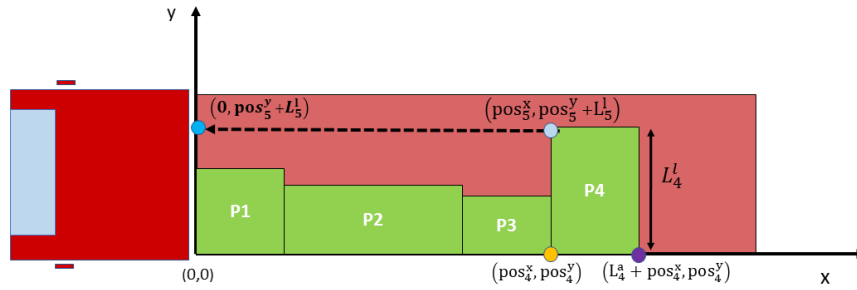 y
(0, pos₅ʸ+L₅ˡ)
(pos₅ˣ, pos₅ʸ+L₅ˡ)
L₄ˡ
P1
P2
P3
P4
(0,0)
(pos₄ˣ, pos₄ʸ)
(L₄ᵃ + pos₄ˣ, pos₄ʸ)
x